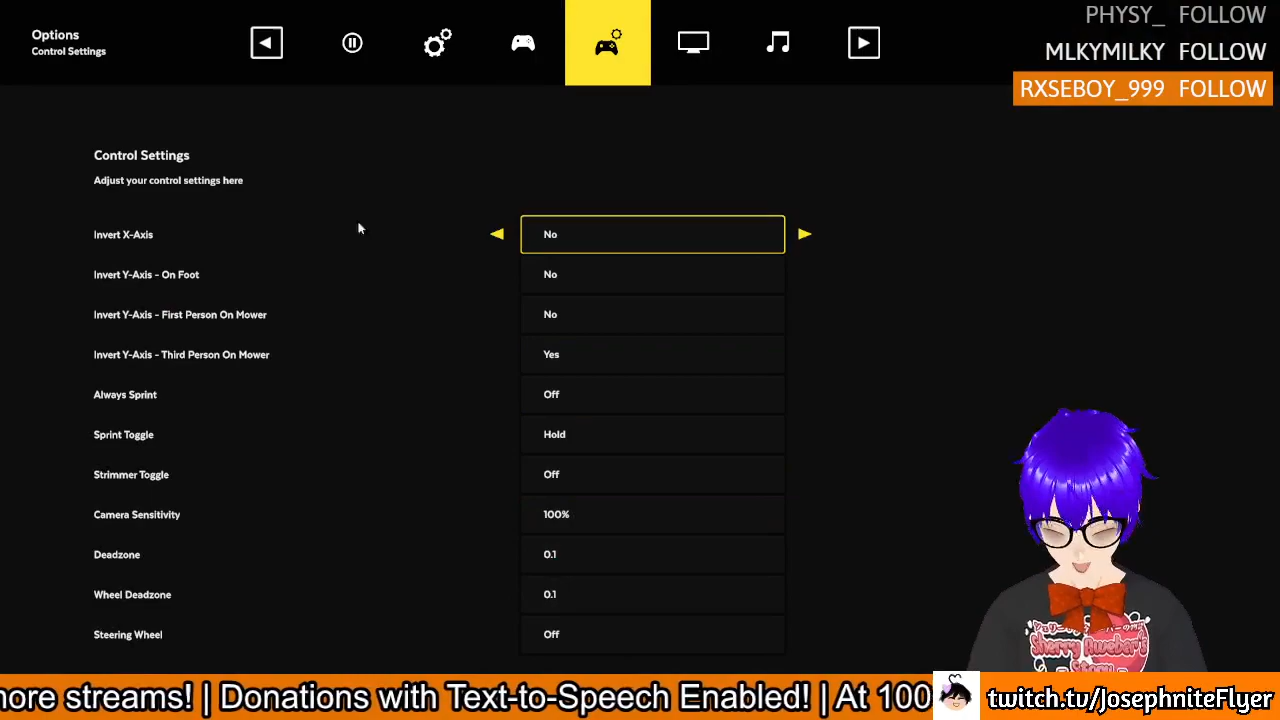 Options
Control Settings
PHYSY_ FOLLOW
MLKYMILKY FOLLOW
RXSEBOY_999 FOLLOW
Control Settings
Adjust your control settings here
Invert X-Axis No
Invert Y-Axis - On Foot No
Invert Y-Axis - First Person On Mower No
Invert Y-Axis - Third Person On Mower Yes
Always Sprint Off
Sprint Toggle Hold
Strimmer Toggle Off
Camera Sensitivity 100%
Deadzone 0.1
Wheel Deadzone 0.1
Steering Wheel Off
Sherry Aweber's
Story
more streams! | Donations with Text-to-Speech Enabled! | At 100
twitch.tv/JosephniteFlyer